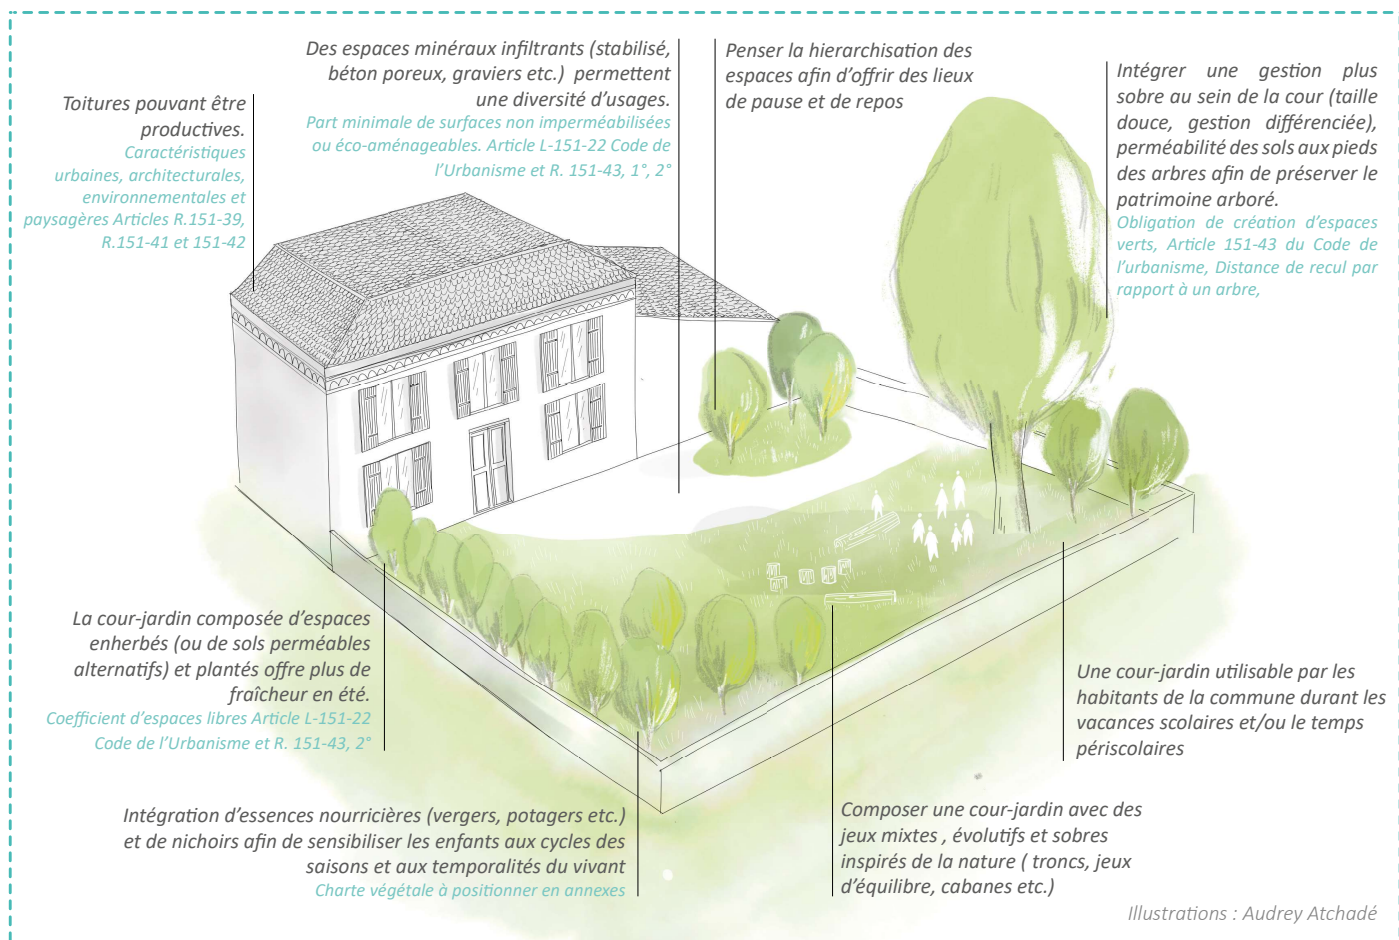 Toitures pouvant être
productives.
Caractéristiques
urbaines, architecturales,
environnementales et
paysagères Articles R.151-39,
R.151-41 et 151-42
Des espaces minéraux infiltrants (stabilisé,
béton poreux, graviers etc.) permettent
une diversité d'usages.
Part minimale de surfaces non imperméabilisées
ou éco-aménageables. Article L-151-22 Code de
l'Urbanisme et R. 151-43, 1°, 2°
Penser la hierarchisation des
espaces afin d'offrir des lieux
de pause et de repos
Intégrer une gestion plus
sobre au sein de la cour (taille
douce, gestion différenciée),
perméabilité des sols aux pieds
des arbres afin de préserver le
patrimoine arboré.
Obligation de création d'espaces
verts, Article 151-43 du Code de
l'urbanisme, Distance de recul par
rapport à un arbre,
La cour-jardin composée d'espaces
enherbés (ou de sols perméables
alternatifs) et plantés offre plus de
fraîcheur en été.
Coefficient d'espaces libres Article L-151-22
Code de l'Urbanisme et R. 151-43, 2°
Une cour-jardin utilisable par les
habitants de la commune durant les
vacances scolaires et/ou le temps
périscolaires
Intégration d'essences nourricières (vergers, potagers etc.)
et de nichoirs afin de sensibiliser les enfants aux cycles des
saisons et aux temporalités du vivant
Charte végétale à positionner en annexes
Composer une cour-jardin avec des
jeux mixtes , évolutifs et sobres
inspirés de la nature ( troncs, jeux
d'équilibre, cabanes etc.)
Illustrations : Audrey Atchadé